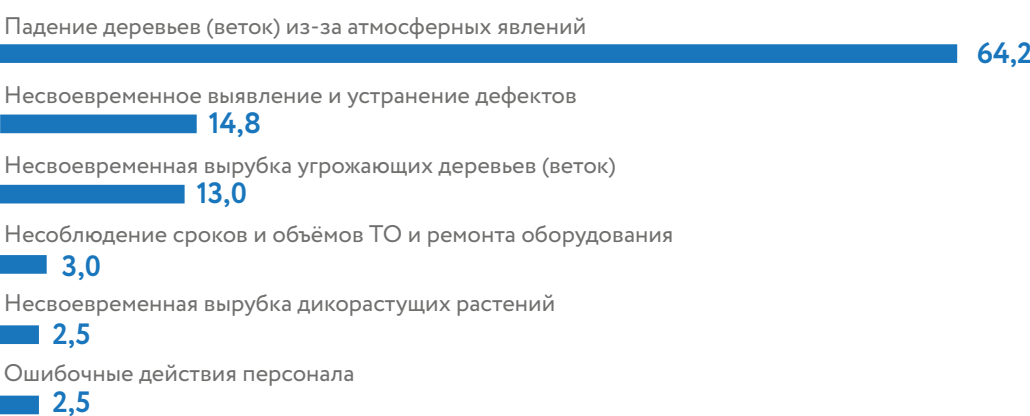 Падение деревьев (веток) из-за атмосферных явлений
64,2
Несвоевременное выявление и устранение дефектов
14,8
Несвоевременная вырубка угрожающих деревьев (веток)
13,0
Несоблюдение сроков и объёмов ТО и ремонта оборудования
3,0
Несвоевременная вырубка дикорастущих растений
2,5
Ошибочные действия персонала
2,5